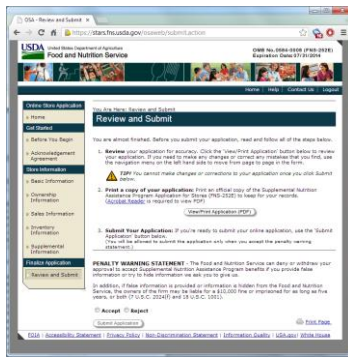 OSA - Review and Submit
https://stars.fns.usda.gov/osaweb/submit.action
USDA United States Department of Agriculture
Food and Nutrition Service
OMB No.0584-0008 (FNS-252E)
Expiration Date:07/31/2014
Home | Help | Contact Us | Logout
Online Store Application
Home
Get Started
Before You Begin
Acknowledgement
Agreement
Store Information
Basic Information
Ownership
Information
Sales Information
Inventory
Information
Supplemental
Information
Finalize Application
Review and Submit
You Are Here: Review and Submit
Review and Submit
You are almost finished. Before you submit your application, read and follow all of the steps below.
1. Review your application for accuracy. Click the 'View/Print Application' button below to review
your application. If you need to make any changes or correct any mistakes that you find, use
the navigation menu on the left hand side to move from page to page in the form.
TIP! You cannot make changes or corrections to your application once you click Submit
below.
2. Print a copy of your application: Print an official copy of the Supplemental Nutrition
Assistance Program Application for Stores (FNS-252E) to keep for your records.
(Acrobat Reader is required to view PDF)
View/Print Application (PDF)
3. Submit Your Application: If you're ready to submit your online application, use the 'Submit
Application' button below.
(You will be allowed to submit the application only when you accept the penalty warning
statement.)
PENALTY WARNING STATEMENT - The Food and Nutrition Service can deny or withdraw your
approval to accept Supplemental Nutrition Assistance Program benefits if you provide false
information or try to hide information we ask you to give us.
In addition, if false information is provided or information is hidden from the Food and Nutrition
Service, the owners of the firm may be liable for a $10,000 fine or imprisoned for as long as five
years, or both (7 U.S.C. 2024(f) and 18 U.S.C. 1001).
Accept Reject
Submit Application
Print Page
FOIA | Accessibility Statement | Privacy Policy | Non-Discrimination Statement | Information Quality | USA.gov | White House